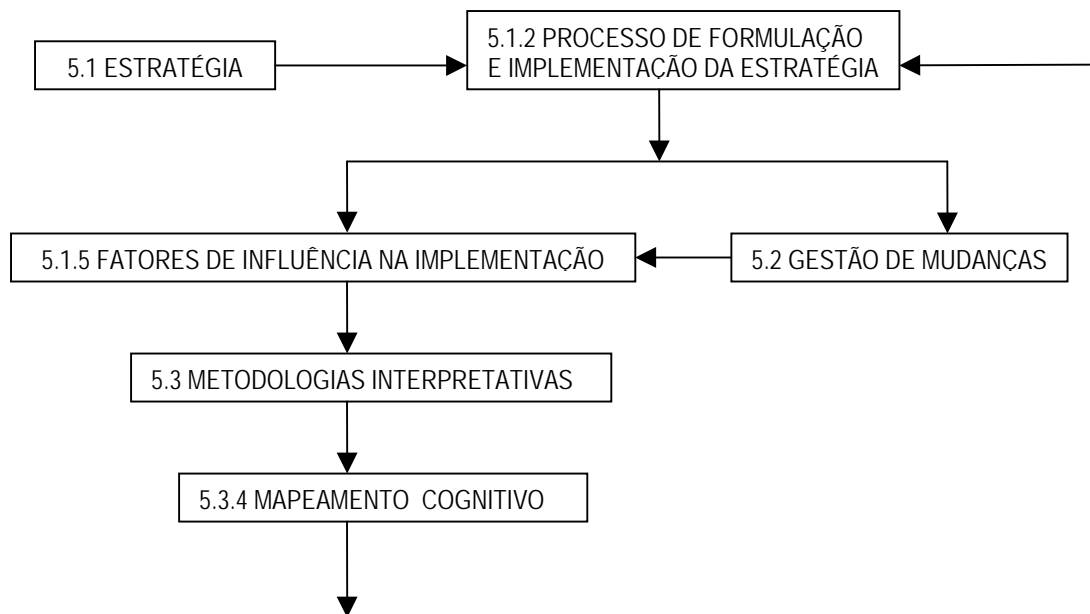 5.1 ESTRATÉGIA
5.1.2 PROCESSO DE FORMULAÇÃO
E IMPLEMENTAÇÃO DA ESTRATÉGIA
5.1.5 FATORES DE INFLUÊNCIA NA IMPLEMENTAÇÃO
5.2 GESTÃO DE MUDANÇAS
5.3 METODOLOGIAS INTERPRETATIVAS
5.3.4 MAPEAMENTO COGNITIVO